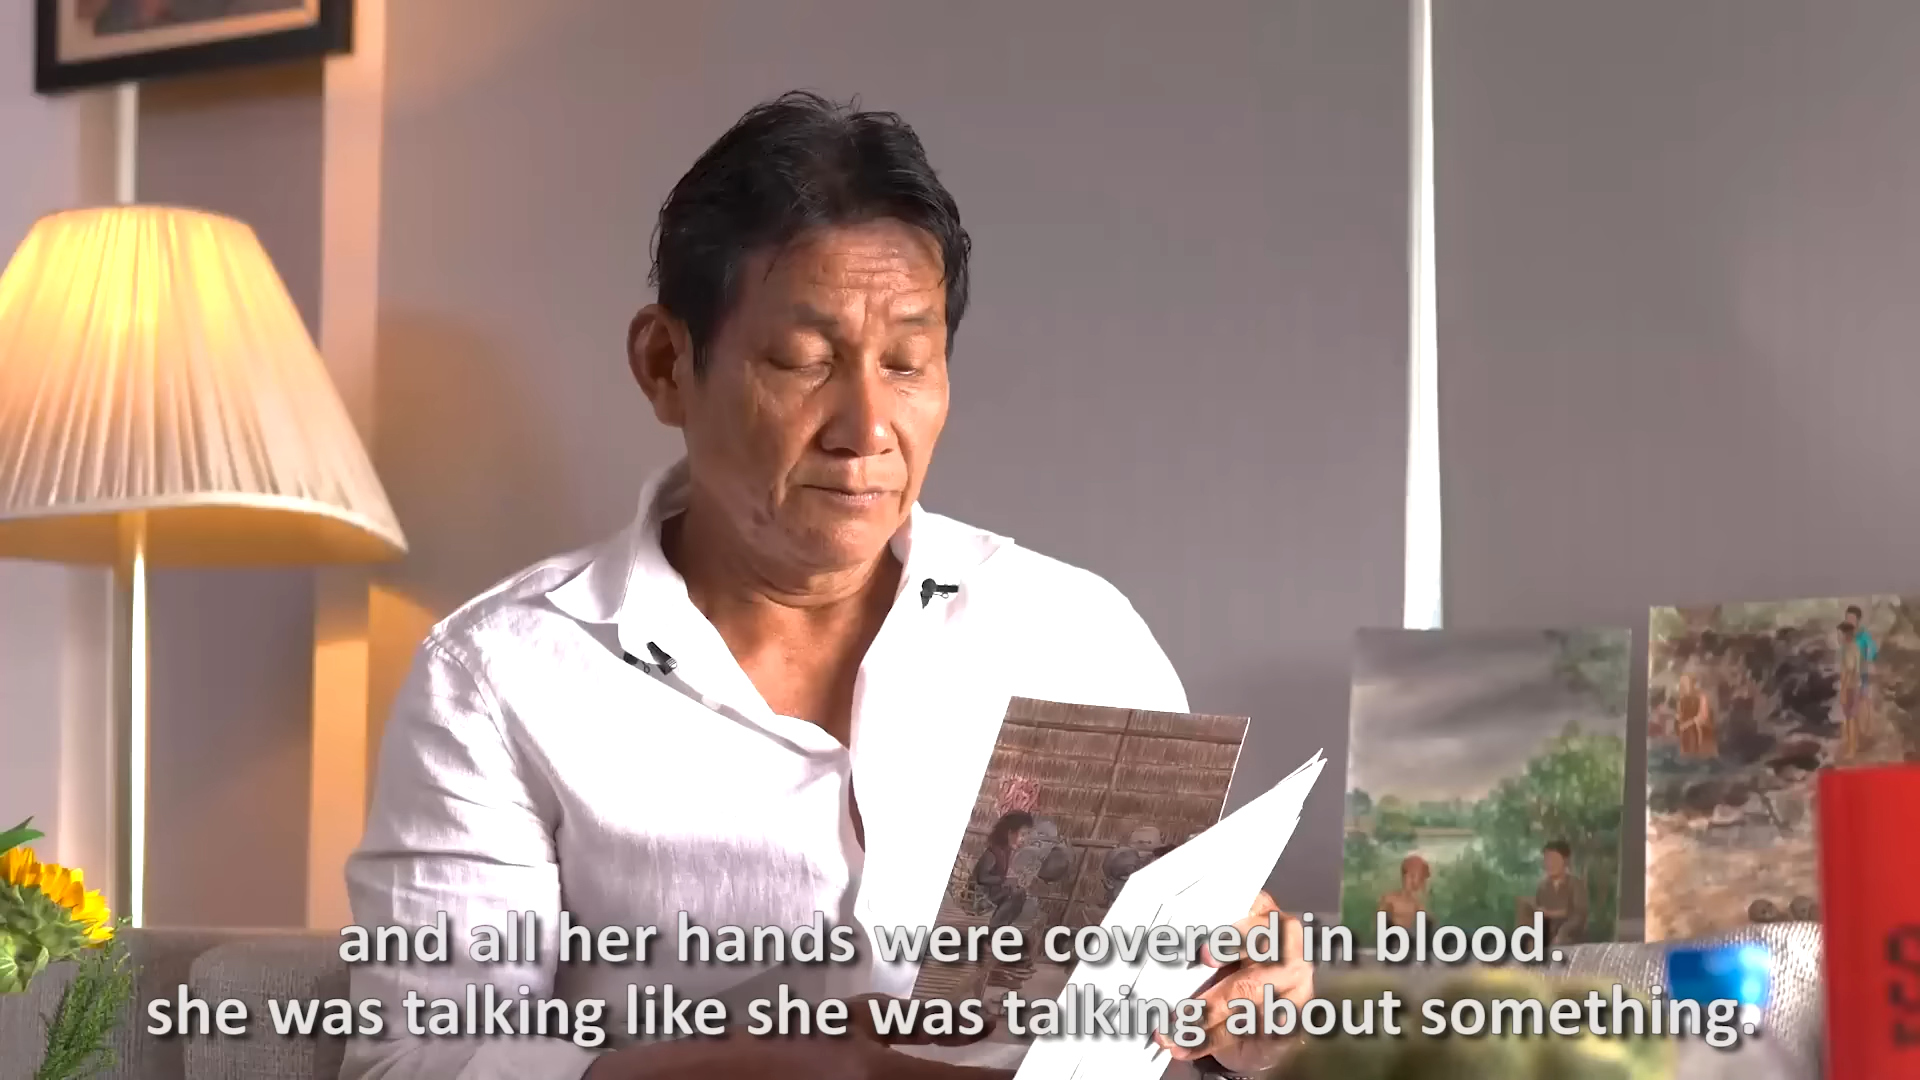 and all her hands were covered in blood.
she was talking like she was talking about something.